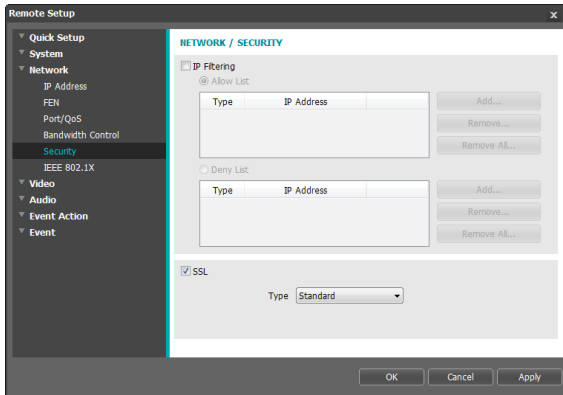 Remote Setup
x
Quick Setup
System
Network
IP Address
FEN
Port/QoS
Bandwidth Control
Security
IEEE 802.1X
Video
Audio
Event Action
Event
NETWORK / SECURITY
IP Filtering
Allow List
Type IP Address
Add...
Remove...
Remove All...
Deny List
Type IP Address
Add...
Remove...
Remove All...
SSL
Type Standard
OK Cancel Apply